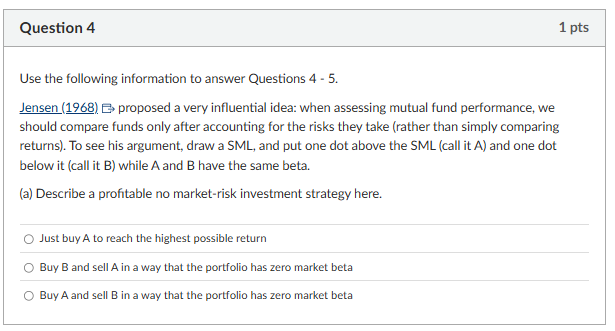 Question 4
1 pts
Use the following information to answer Questions 4 - 5.
Jensen (1968) proposed a very influential idea: when assessing mutual fund performance, we
should compare funds only after accounting for the risks they take (rather than simply comparing
returns). To see his argument, draw a SML, and put one dot above the SML (call it A) and one dot
below it (call it B) while A and B have the same beta.
(a) Describe a profitable no market-risk investment strategy here.
Just buy A to reach the highest possible return
Buy B and sell A in a way that the portfolio has zero market beta
Buy A and sell B in a way that the portfolio has zero market beta